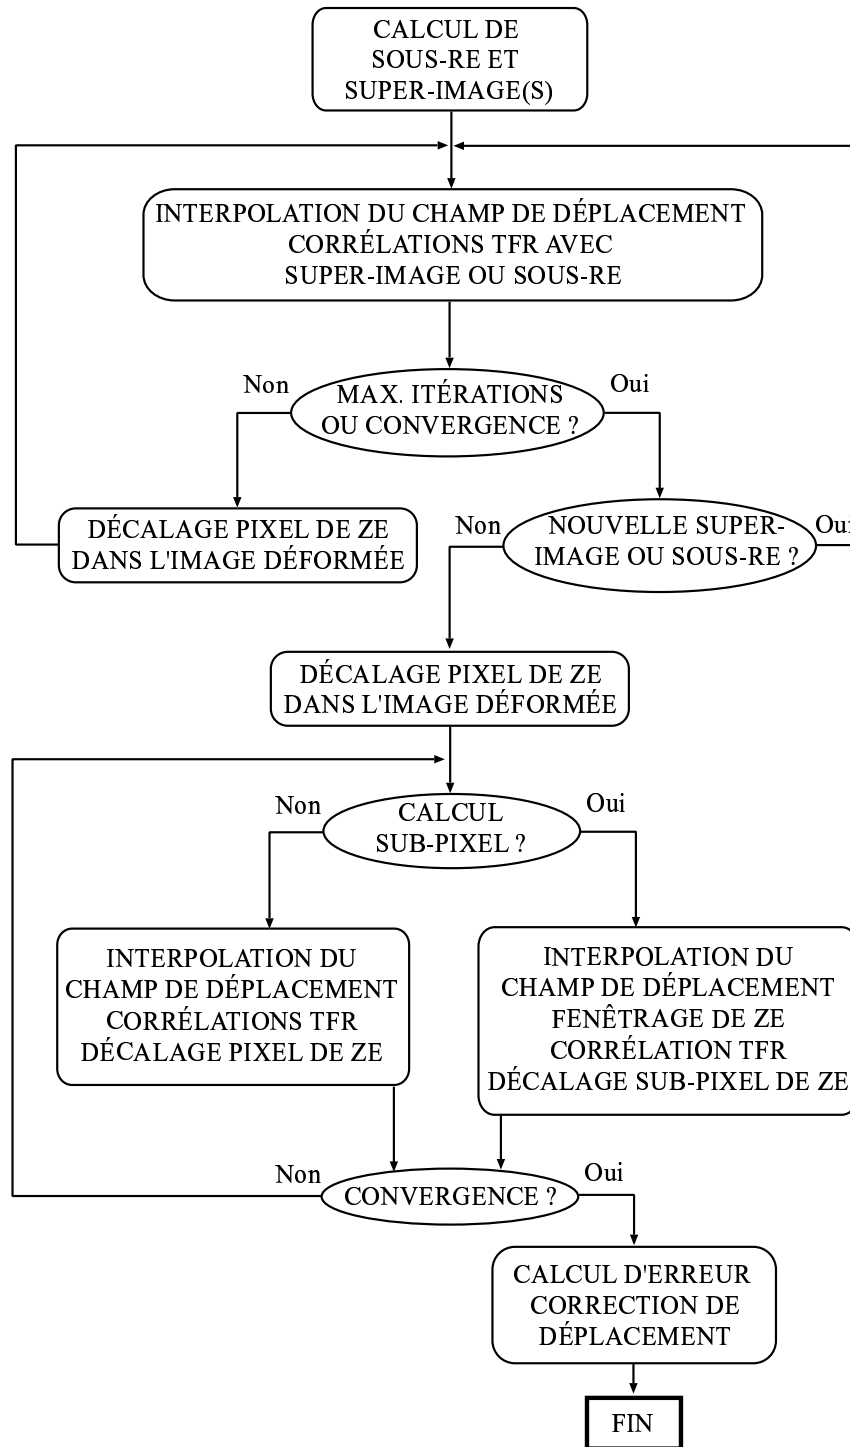 CALCUL DE
SOUS-RE ET
SUPER-IMAGE(S)
INTERPOLATION DU CHAMP DE DÉPLACEMENT
CORRÉLATIONS TFR AVEC
SUPER-IMAGE OU SOUS-RE
Non
Oui
MAX. ITÉRATIONS
OU CONVERGENCE ?
DÉCALAGE PIXEL DE ZE
DANS L'IMAGE DÉFORMÉE
Non
NOUVELLE SUPER-
IMAGE OU SOUS-RE ?
Oui
DÉCALAGE PIXEL DE ZE
DANS L'IMAGE DÉFORMÉE
Non
Oui
CALCUL
SUB-PIXEL ?
INTERPOLATION DU
CHAMP DE DÉPLACEMENT
CORRÉLATIONS TFR
DÉCALAGE PIXEL DE ZE
INTERPOLATION DU
CHAMP DE DÉPLACEMENT
FENÊTRAGE DE ZE
CORRÉLATION TFR
DÉCALAGE SUB-PIXEL DE ZE
Non
CONVERGENCE ?
Oui
CALCUL D'ERREUR
CORRECTION DE
DÉPLACEMENT
FIN